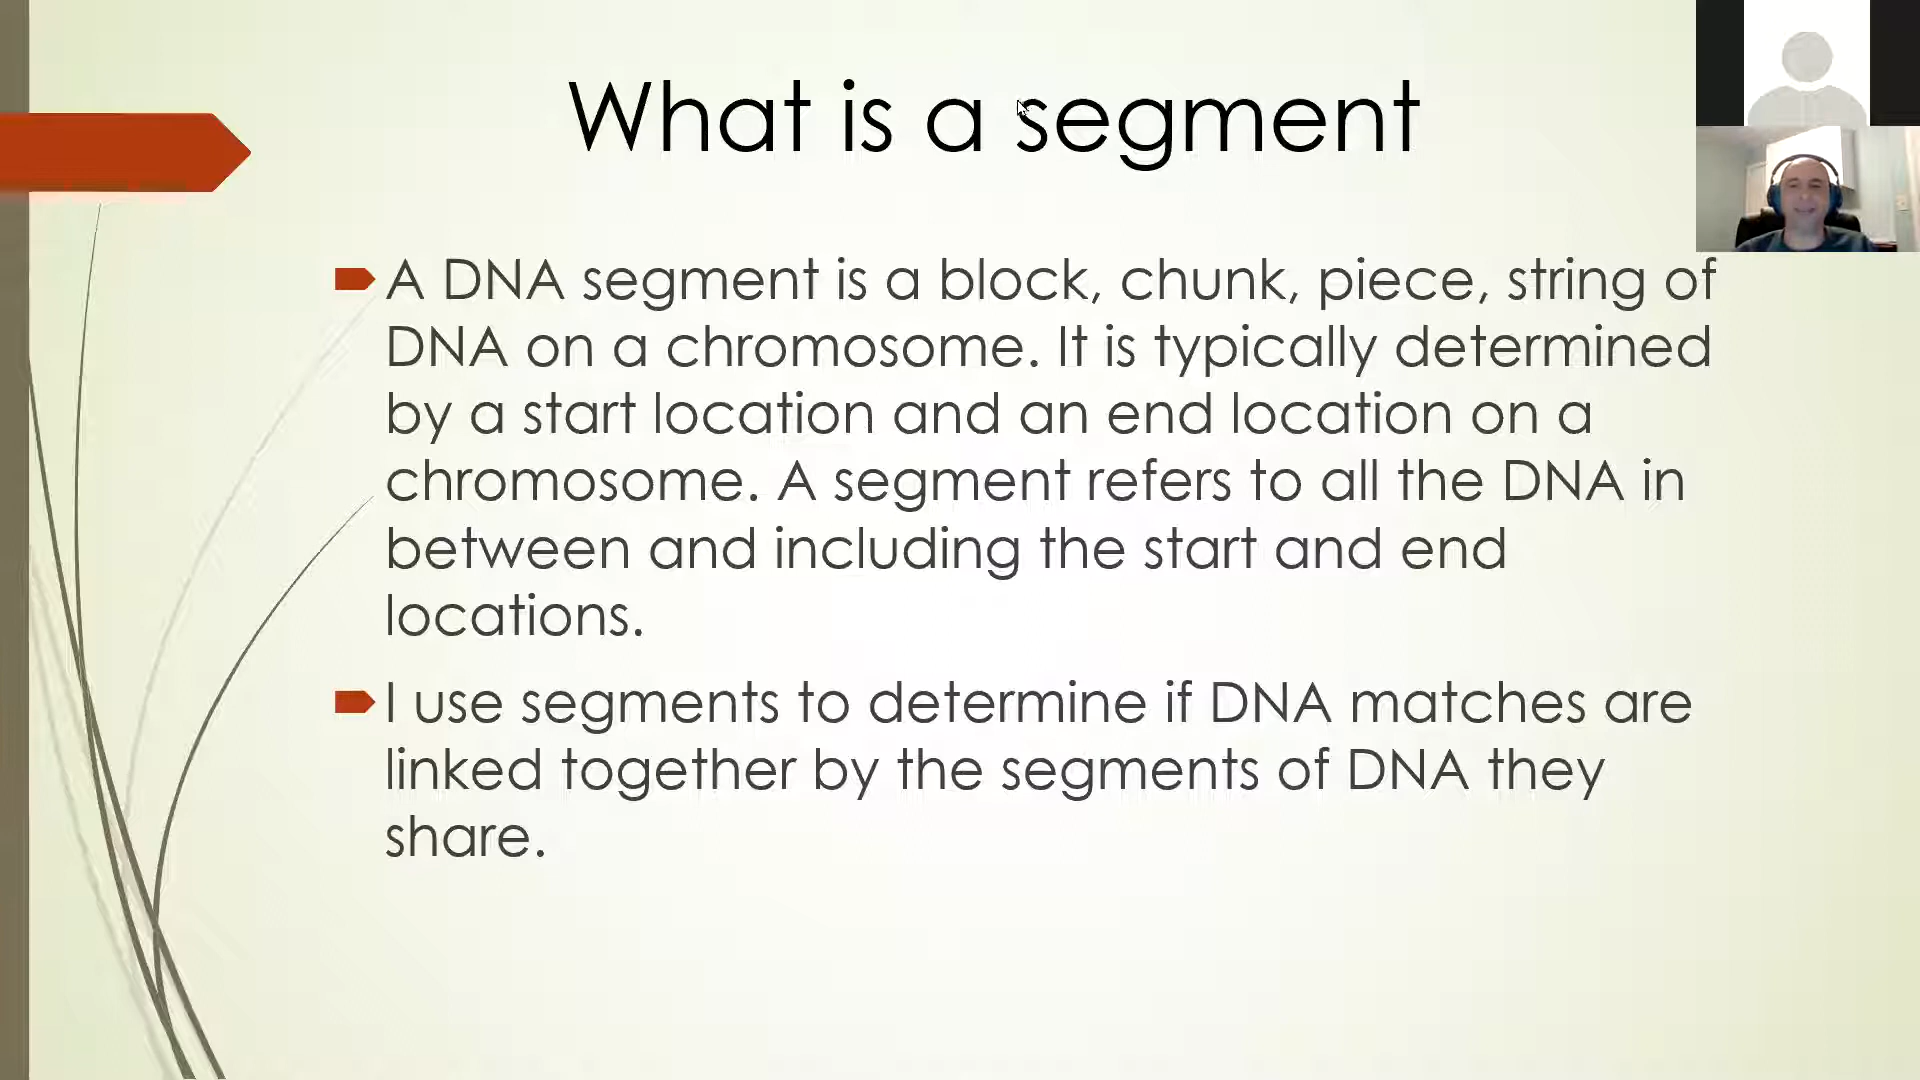 What is a segment
A DNA segment is a block, chunk, piece, string of
DNA on a chromosome. It is typically determined
by a start location and an end location on a
chromosome. A segment refers to all the DNA in
between and including the start and end
locations.
I use segments to determine if DNA matches are
linked together by the segments of DNA they
share.